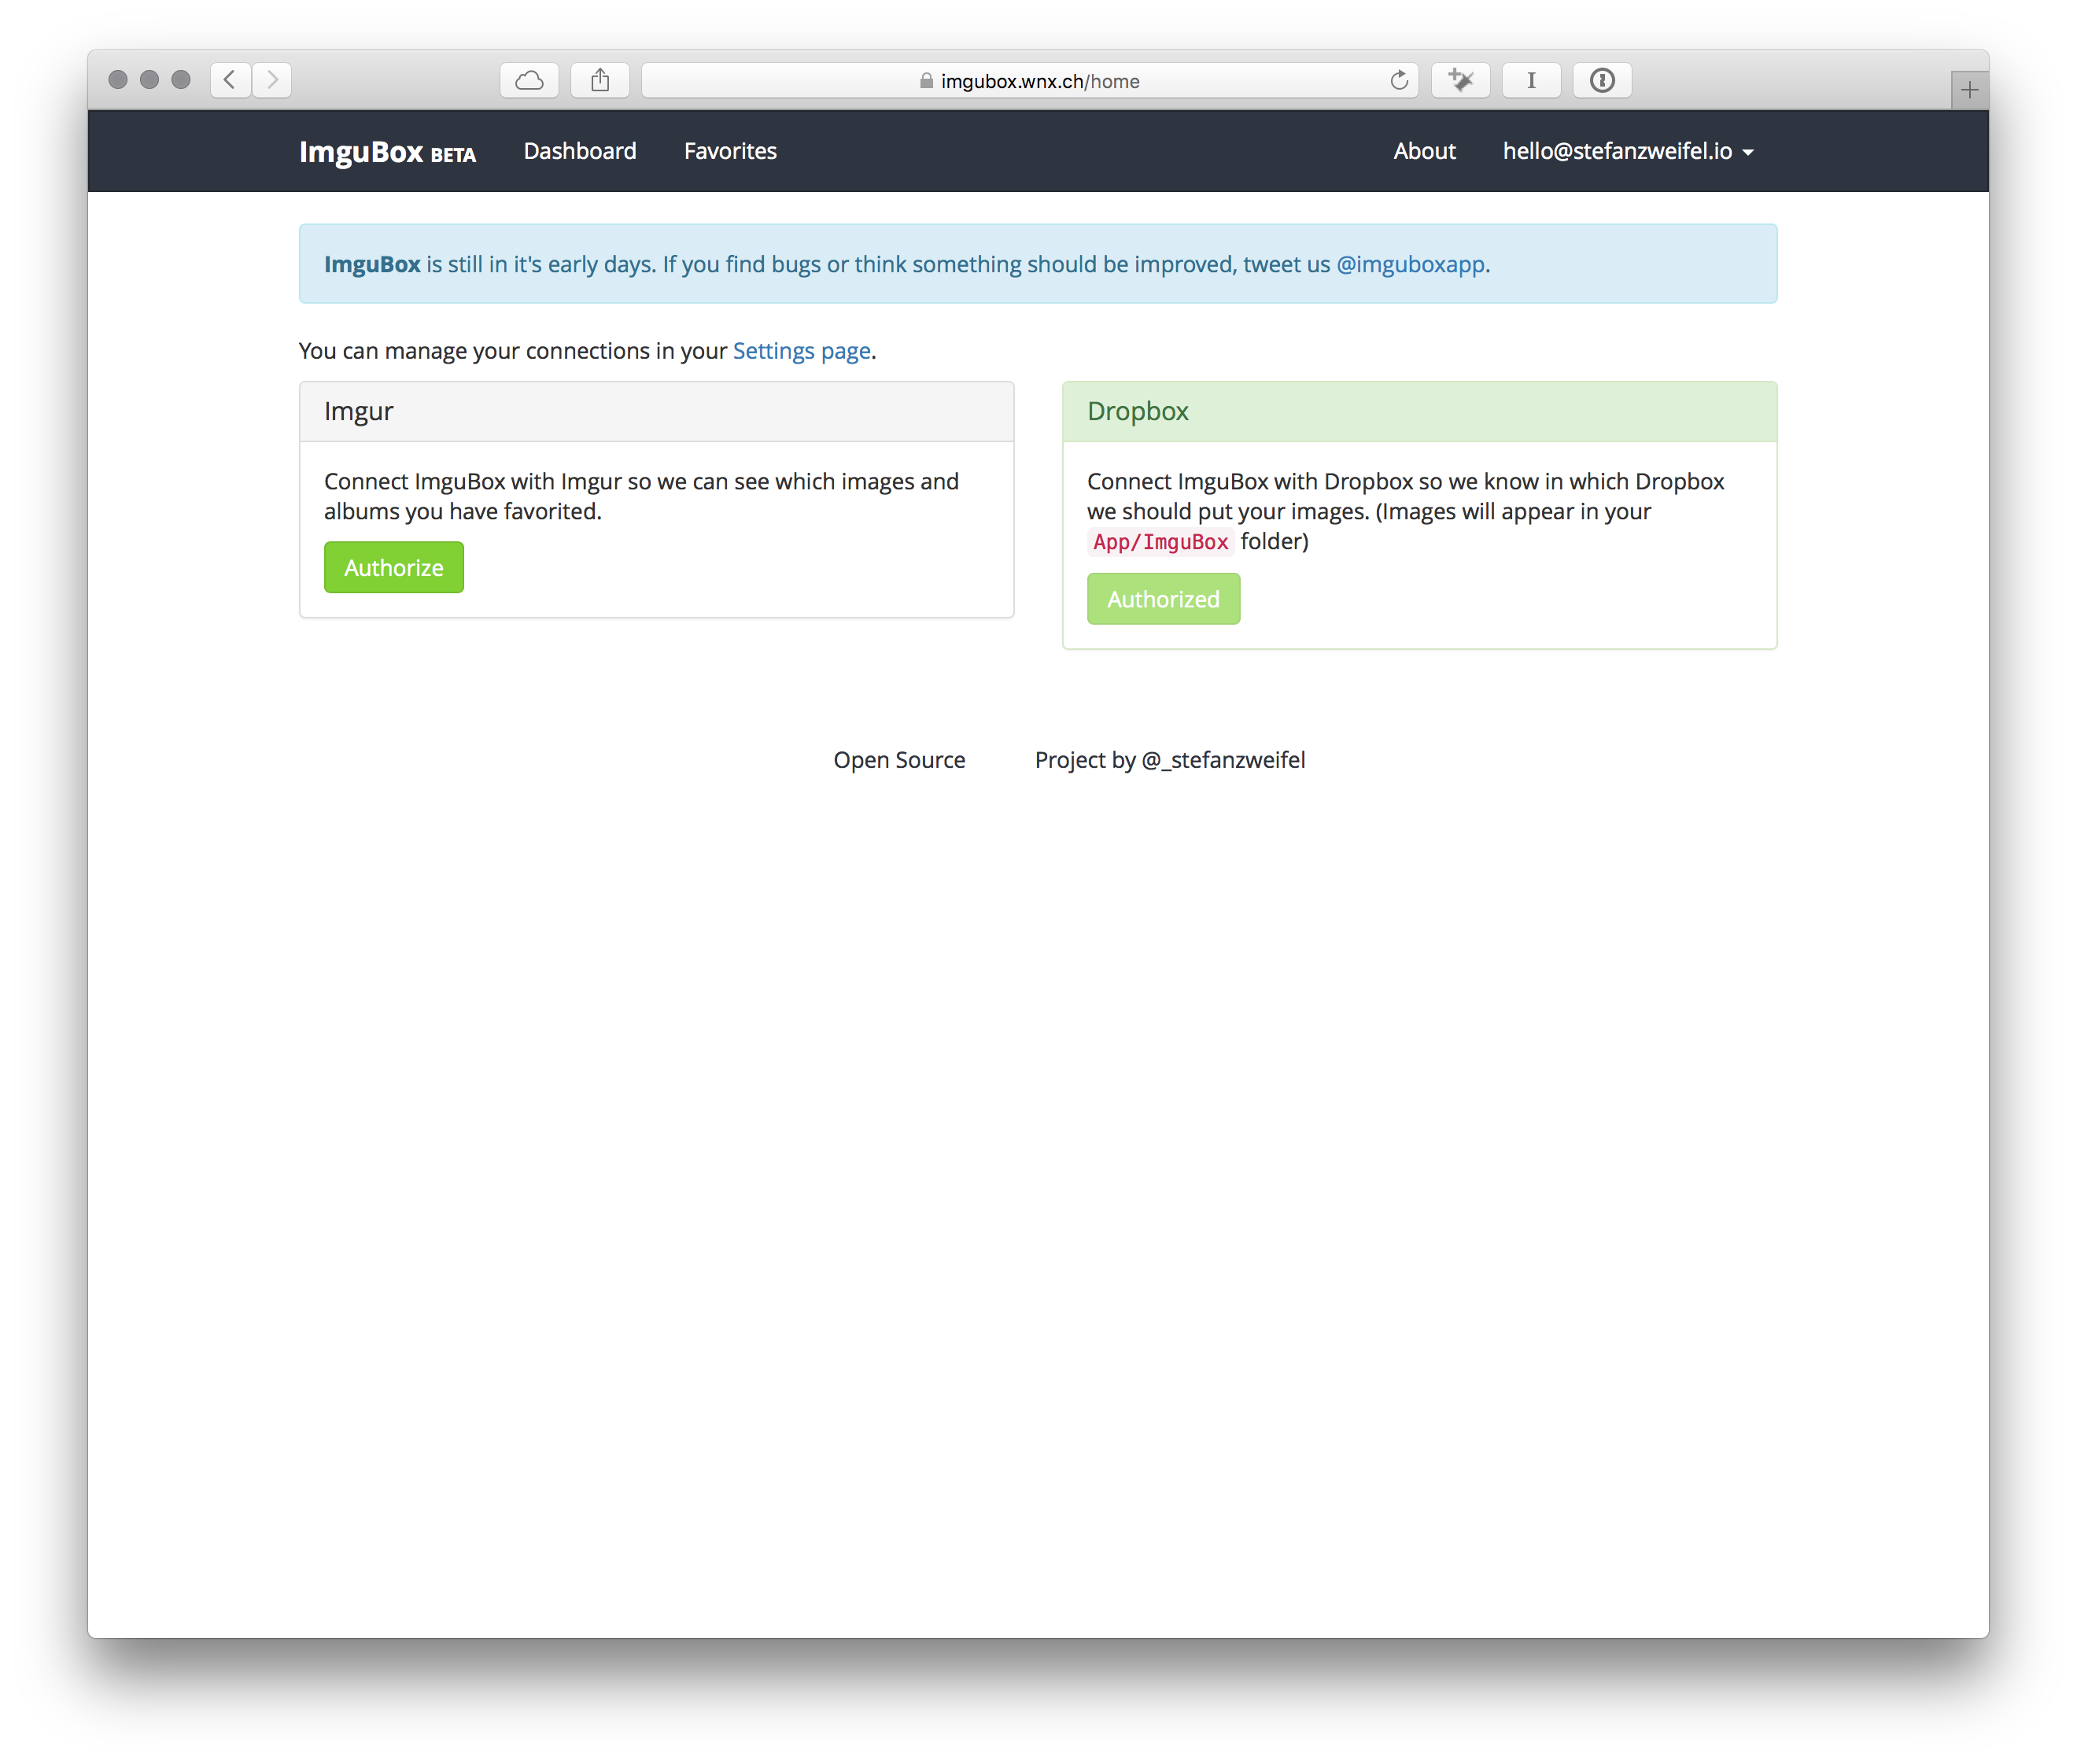 imgubox.wnx.ch/home
ImguBox BETA Dashboard Favorites About hello@stefanzweifel.io
ImguBox is still in it's early days. If you find bugs or think something should be improved, tweet us @imguboxapp.
You can manage your connections in your Settings page.
Imgur
Connect ImguBox with Imgur so we can see which images and
albums you have favorited.
Authorize
Dropbox
Connect ImguBox with Dropbox so we know in which Dropbox
we should put your images. (Images will appear in your
App/ImguBox folder)
Authorized
Open Source Project by @_stefanzweifel